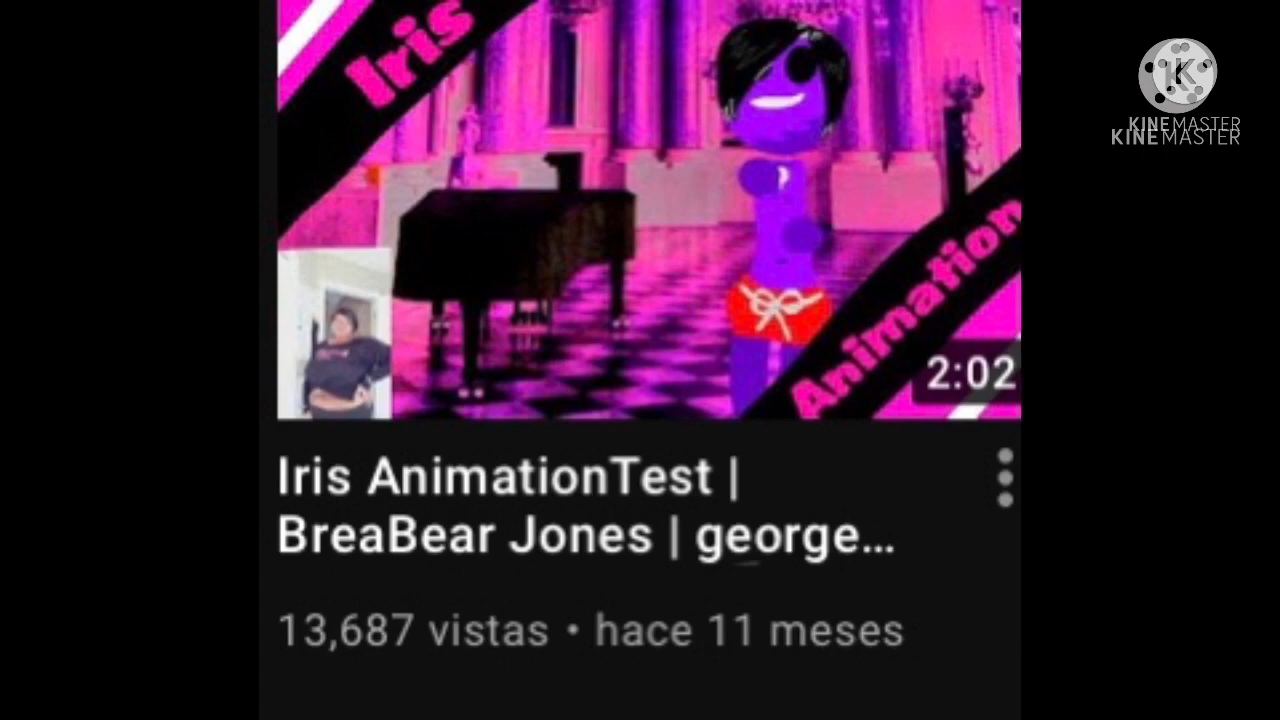 Iris
KINEMASTER
KINEMASTER
Animation
2:02
Iris AnimationTest |
BreaBear Jones | george...
13,687 vistas • hace 11 meses